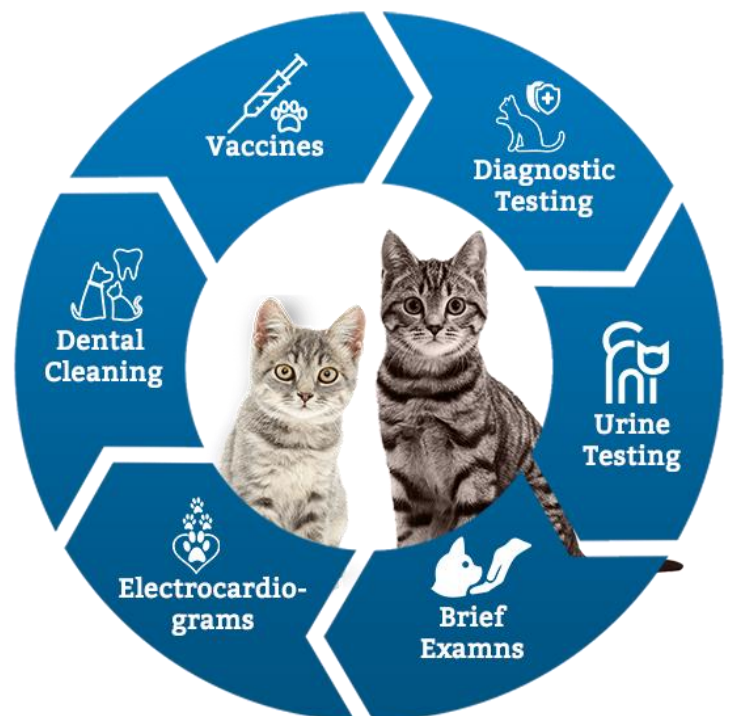 Vaccines
Diagnostic
Testing
Urine
Testing
Brief
Examns
Electrocardio-
grams
Dental
Cleaning